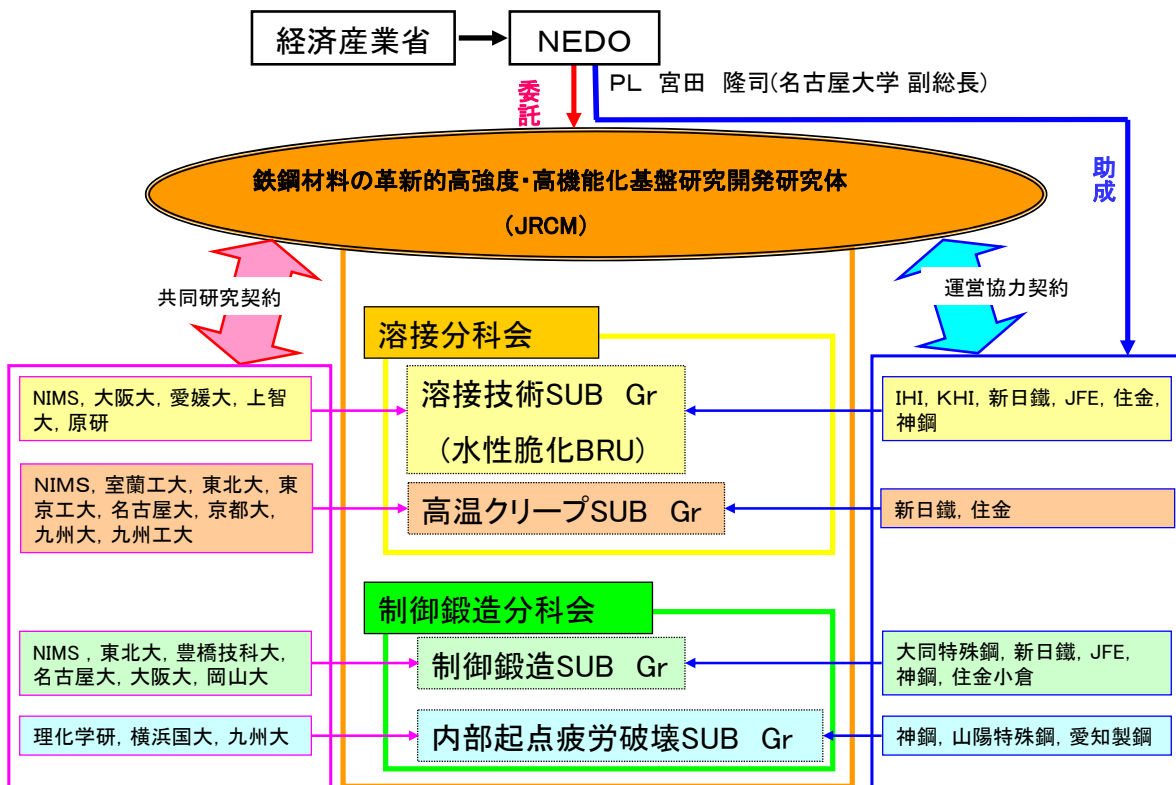 経済産業省
NEDO
PL 宮田 隆司(名古屋大学 副総長)
委託
助成
鉄鋼材料の革新的高強度・高機能化基盤研究開発研究体
(JRCM)
共同研究契約
運営協力契約
溶接分科会
NIMS, 大阪大, 愛媛大, 上智
大, 原研
溶接技術SUB Gr
(水性脆化BRU)
IHI, KHI, 新日鐵, JFE, 住金,
神鋼
NIMS, 室蘭工大, 東北大, 東
京工大, 名古屋大, 京都大,
九州大, 九州工大
高温クリープSUB Gr
新日鐵, 住金
制御鍛造分科会
NIMS , 東北大, 豊橋技科大,
名古屋大, 大阪大, 岡山大
制御鍛造SUB Gr
大同特殊鋼, 新日鐵, JFE,
神鋼, 住金小倉
理化学研, 横浜国大, 九州大
内部起点疲労破壊SUB Gr
神鋼, 山陽特殊鋼, 愛知製鋼